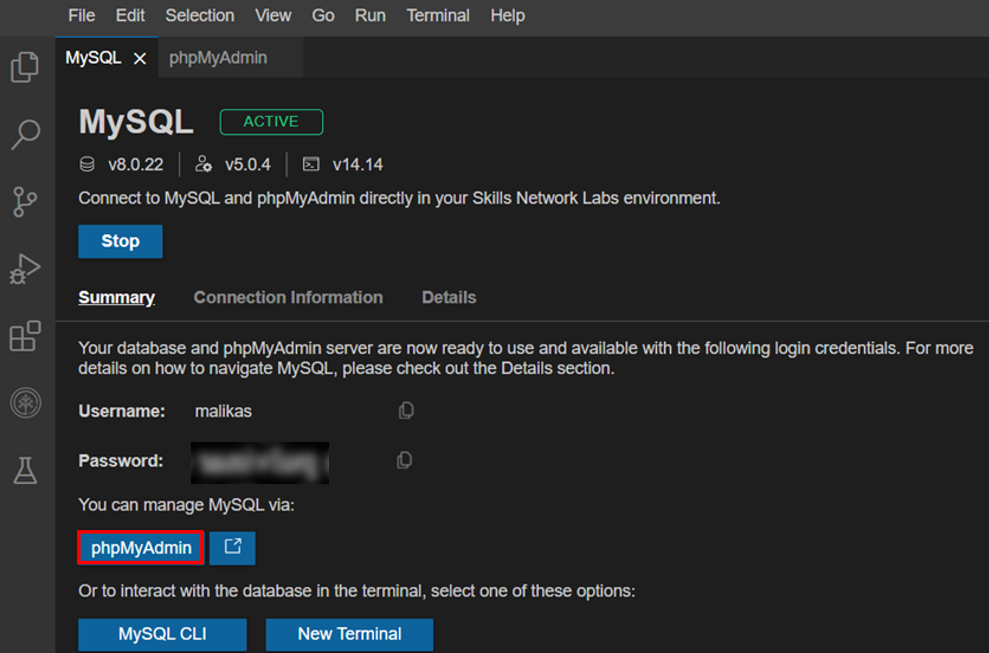 File Edit Selection View Go Run Terminal Help
MySQL phpMyAdmin
MySQL ACTIVE
v8.0.22 v5.0.4 v14.14
Connect to MySQL and phpMyAdmin directly in your Skills Network Labs environment.
Stop
Summary Connection Information Details
Your database and phpMyAdmin server are now ready to use and available with the following login credentials. For more
details on how to navigate MySQL, please check out the Details section.
Username: malikas
Password:
You can manage MySQL via:
phpMyAdmin
Or to interact with the database in the terminal, select one of these options:
MySQL CLI New Terminal